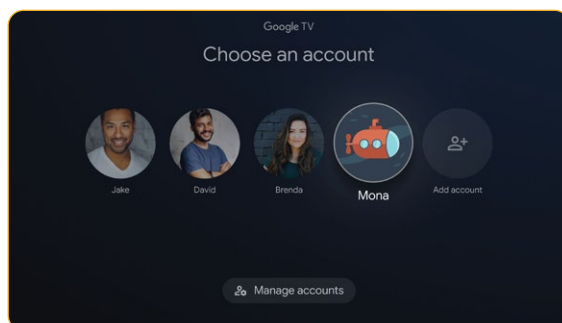 Google TV
Choose an account
Jake
David
Brenda
Mona
Add account
Manage accounts